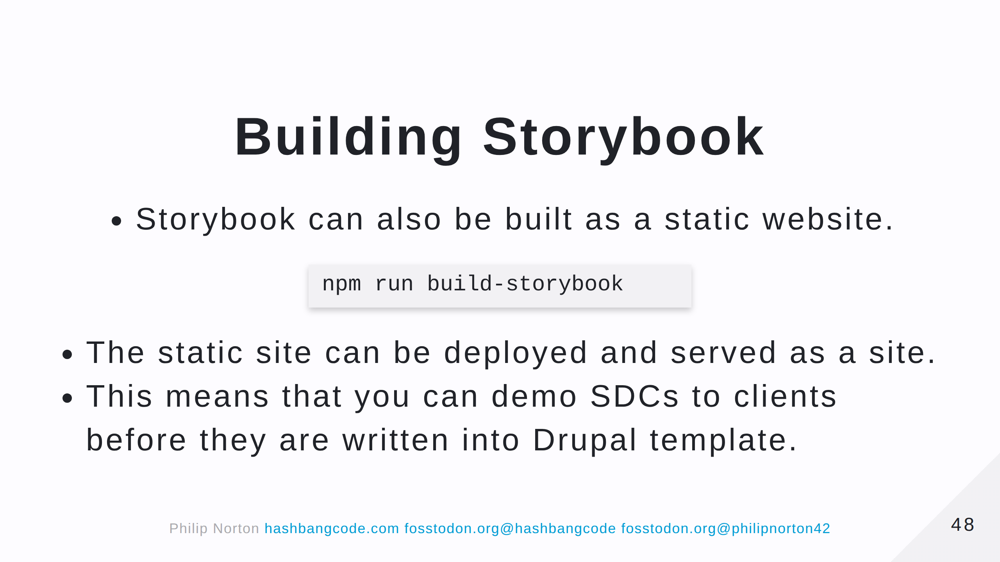 Building Storybook
• Storybook can also be built as a static website.
npm run build-storybook
• The static site can be deployed and served as a site.
• This means that you can demo SDCs to clients
before they are written into Drupal template.
Philip Norton hashbangcode.com fosstodon.org@hashbangcode fosstodon.org@philipnorton42
48